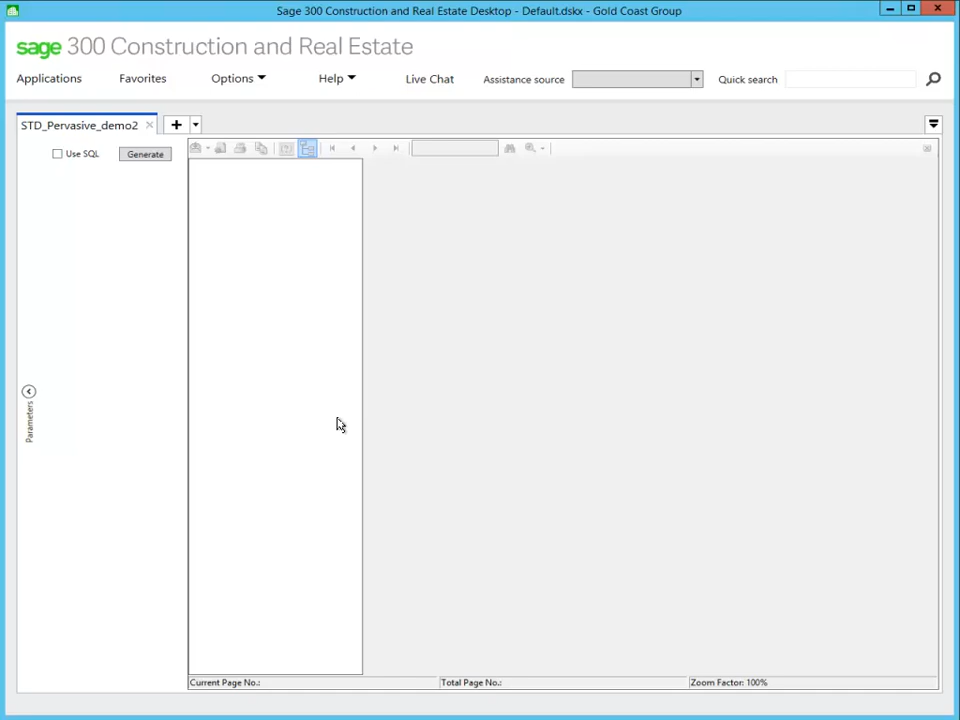 Sage 300 Construction and Real Estate Desktop - Default.dskx - Gold Coast Group
sage 300 Construction and Real Estate
Applications Favorites Options Help Live Chat Assistance source Quick search
STD_Pervasive_demo2
Use SQL Generate
Parameters
Current Page No.: Total Page No.: Zoom Factor: 100%